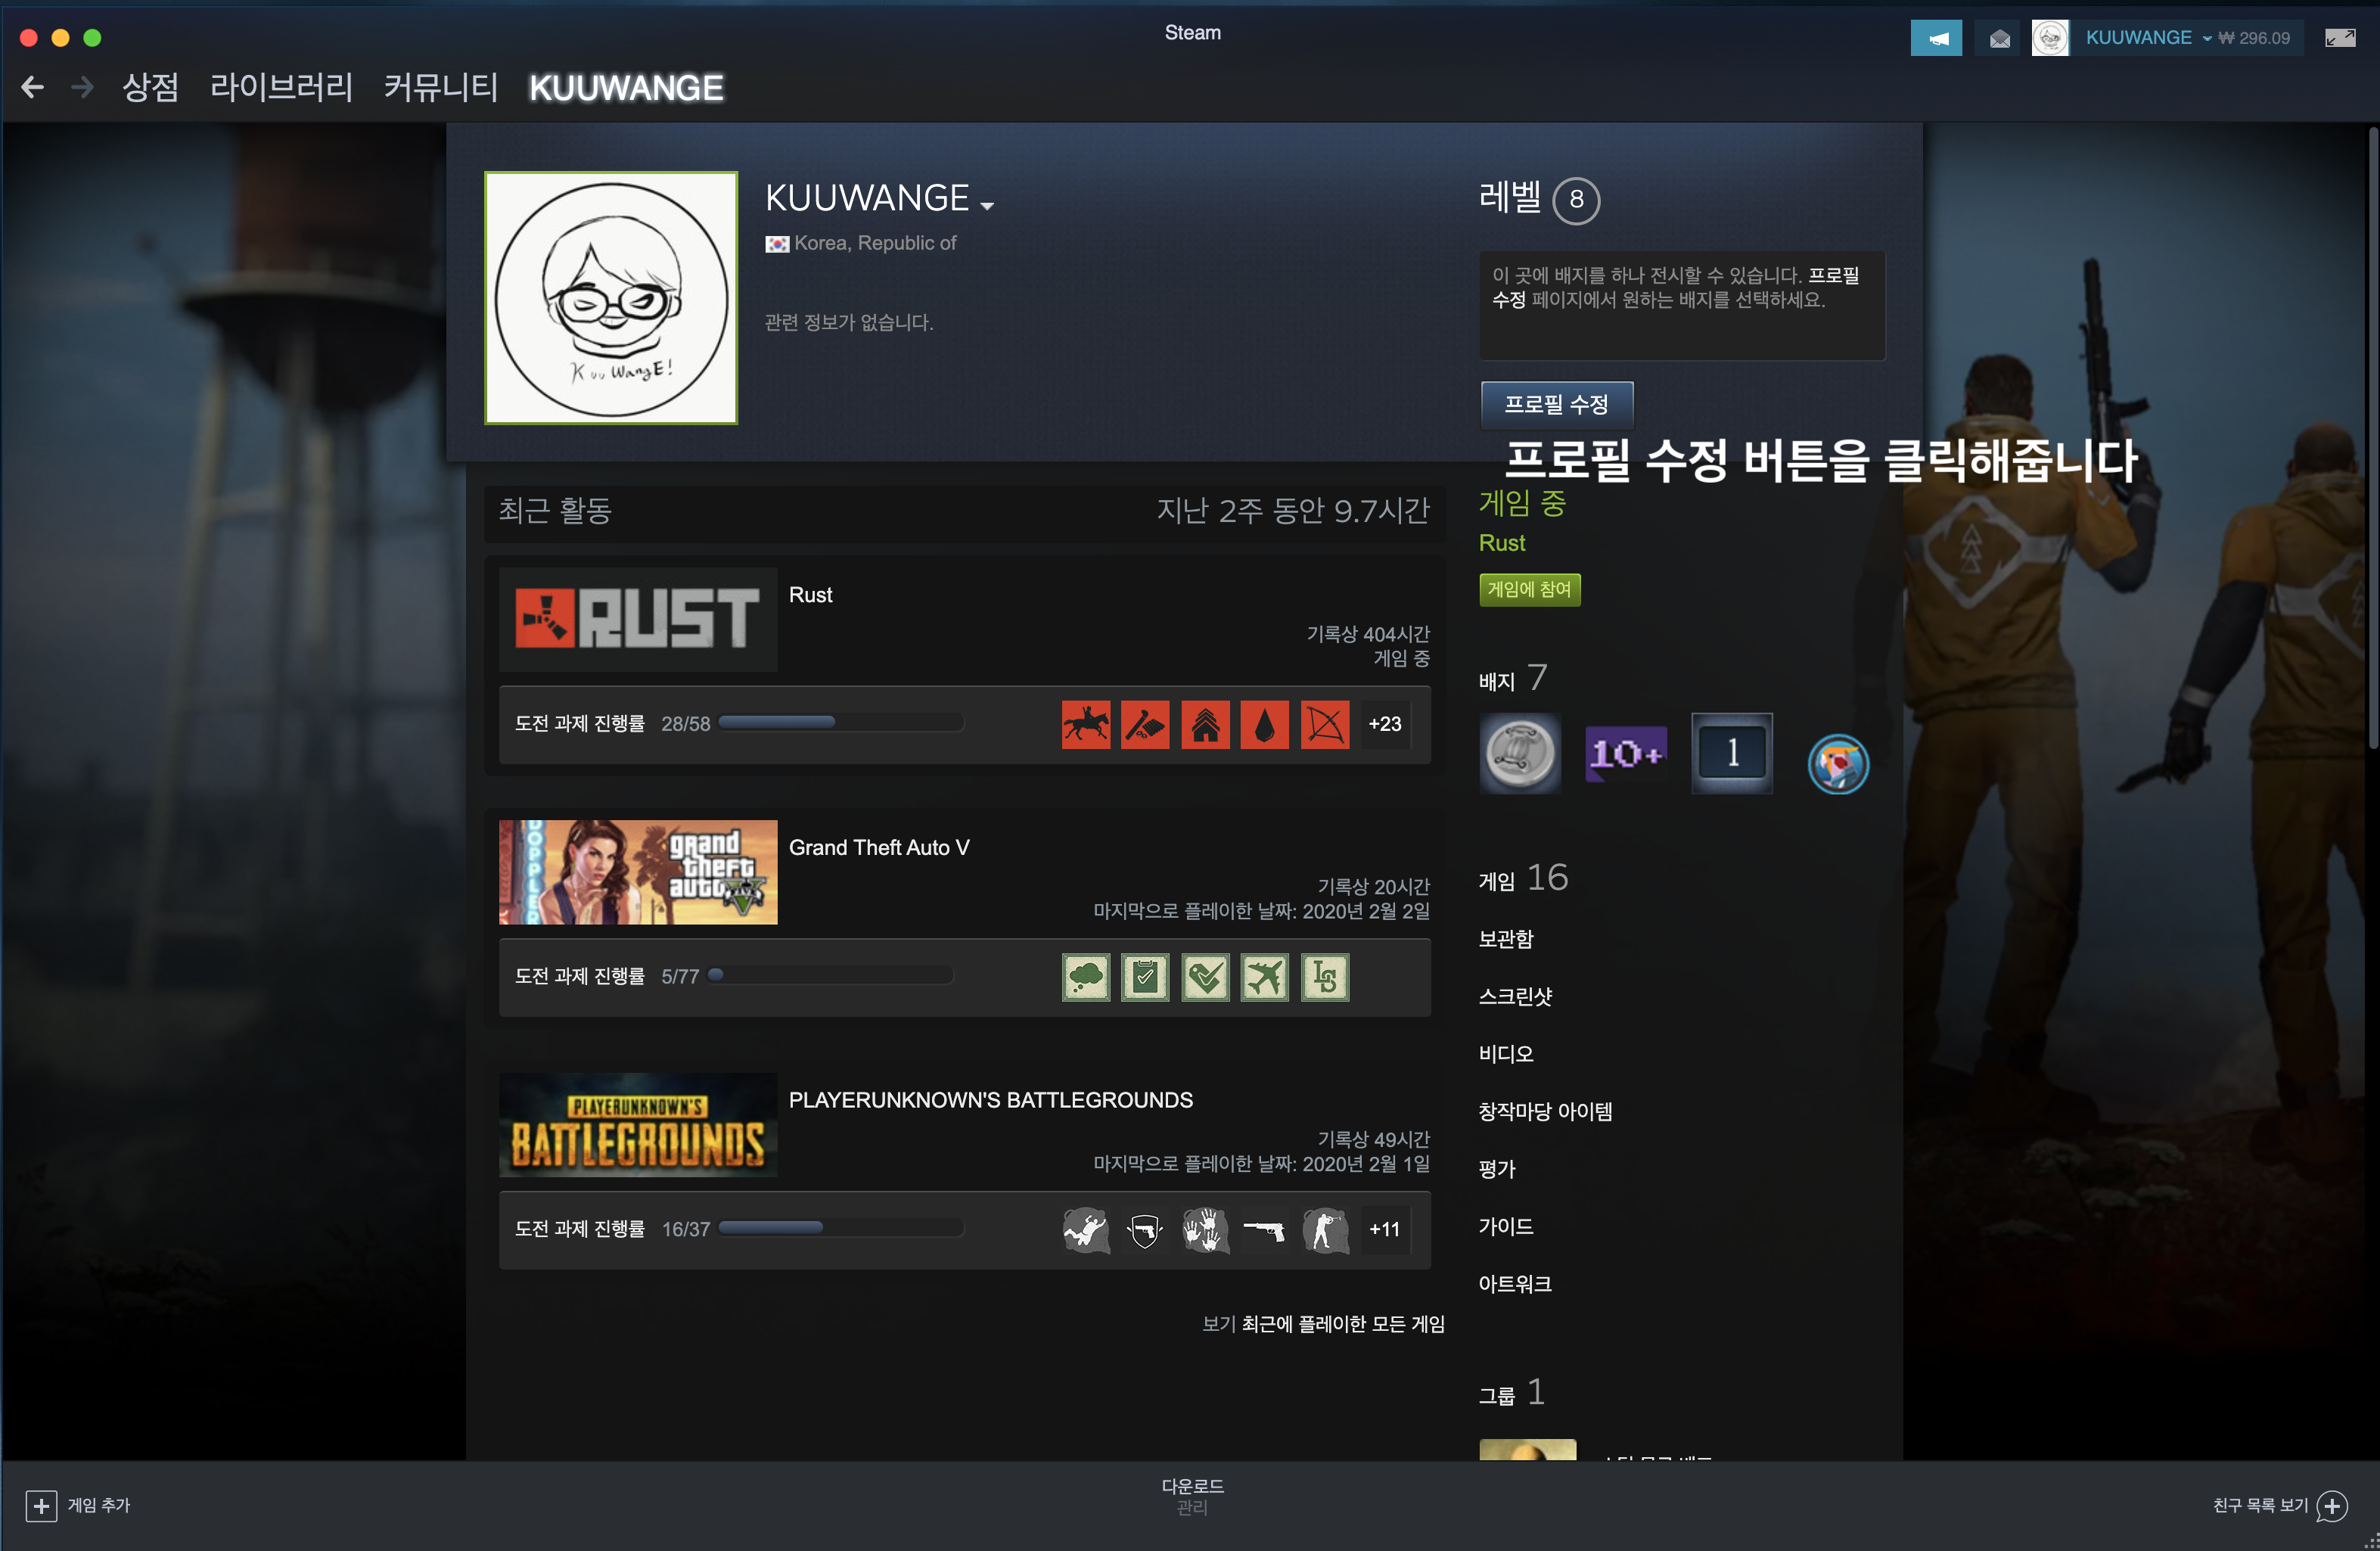 Steam
KUUWANGE ₩ 296.09
상점 라이브러리 커뮤니티 KUUWANGE
KUUWANGE
Korea, Republic of
관련 정보가 없습니다.
Kuu WangE!
레벨 8
이 곳에 배지를 하나 전시할 수 있습니다. 프로필
수정 페이지에서 원하는 배지를 선택하세요.
프로필 수정
프로필 수정 버튼을 클릭해줍니다
최근 활동 지난 2주 동안 9.7시간
RUST
Rust
기록상 404시간
게임 중
도전 과제 진행률 28/58 +23
DOPPLER
grand
theft
auto V
Grand Theft Auto V
기록상 20시간
마지막으로 플레이한 날짜: 2020년 2월 2일
도전 과제 진행률 5/77 LS
PLAYERUNKNOWN'S
BATTLEGROUNDS
PLAYERUNKNOWN'S BATTLEGROUNDS
기록상 49시간
마지막으로 플레이한 날짜: 2020년 2월 1일
도전 과제 진행률 16/37 +11
보기 최근에 플레이한 모든 게임
게임 중
Rust
게임에 참여
배지 7
10+ 1
게임 16
보관함
스크린샷
비디오
창작마당 아이템
평가
가이드
아트워크
그룹 1
게임 추가
다운로드
관리
친구 목록 보기